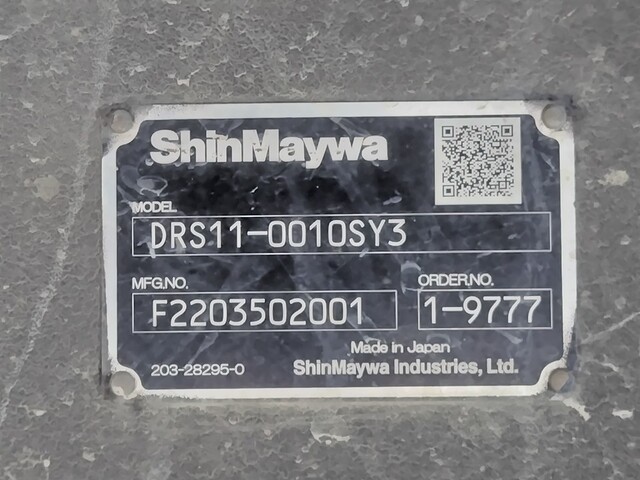 ShinMaywa
MODEL
DRS11-0010SY3
MFG.NO. ORDER.NO.
F2203502001 1-9777
Made in Japan
203-28295-0 ShinMaywa Industries, Ltd.